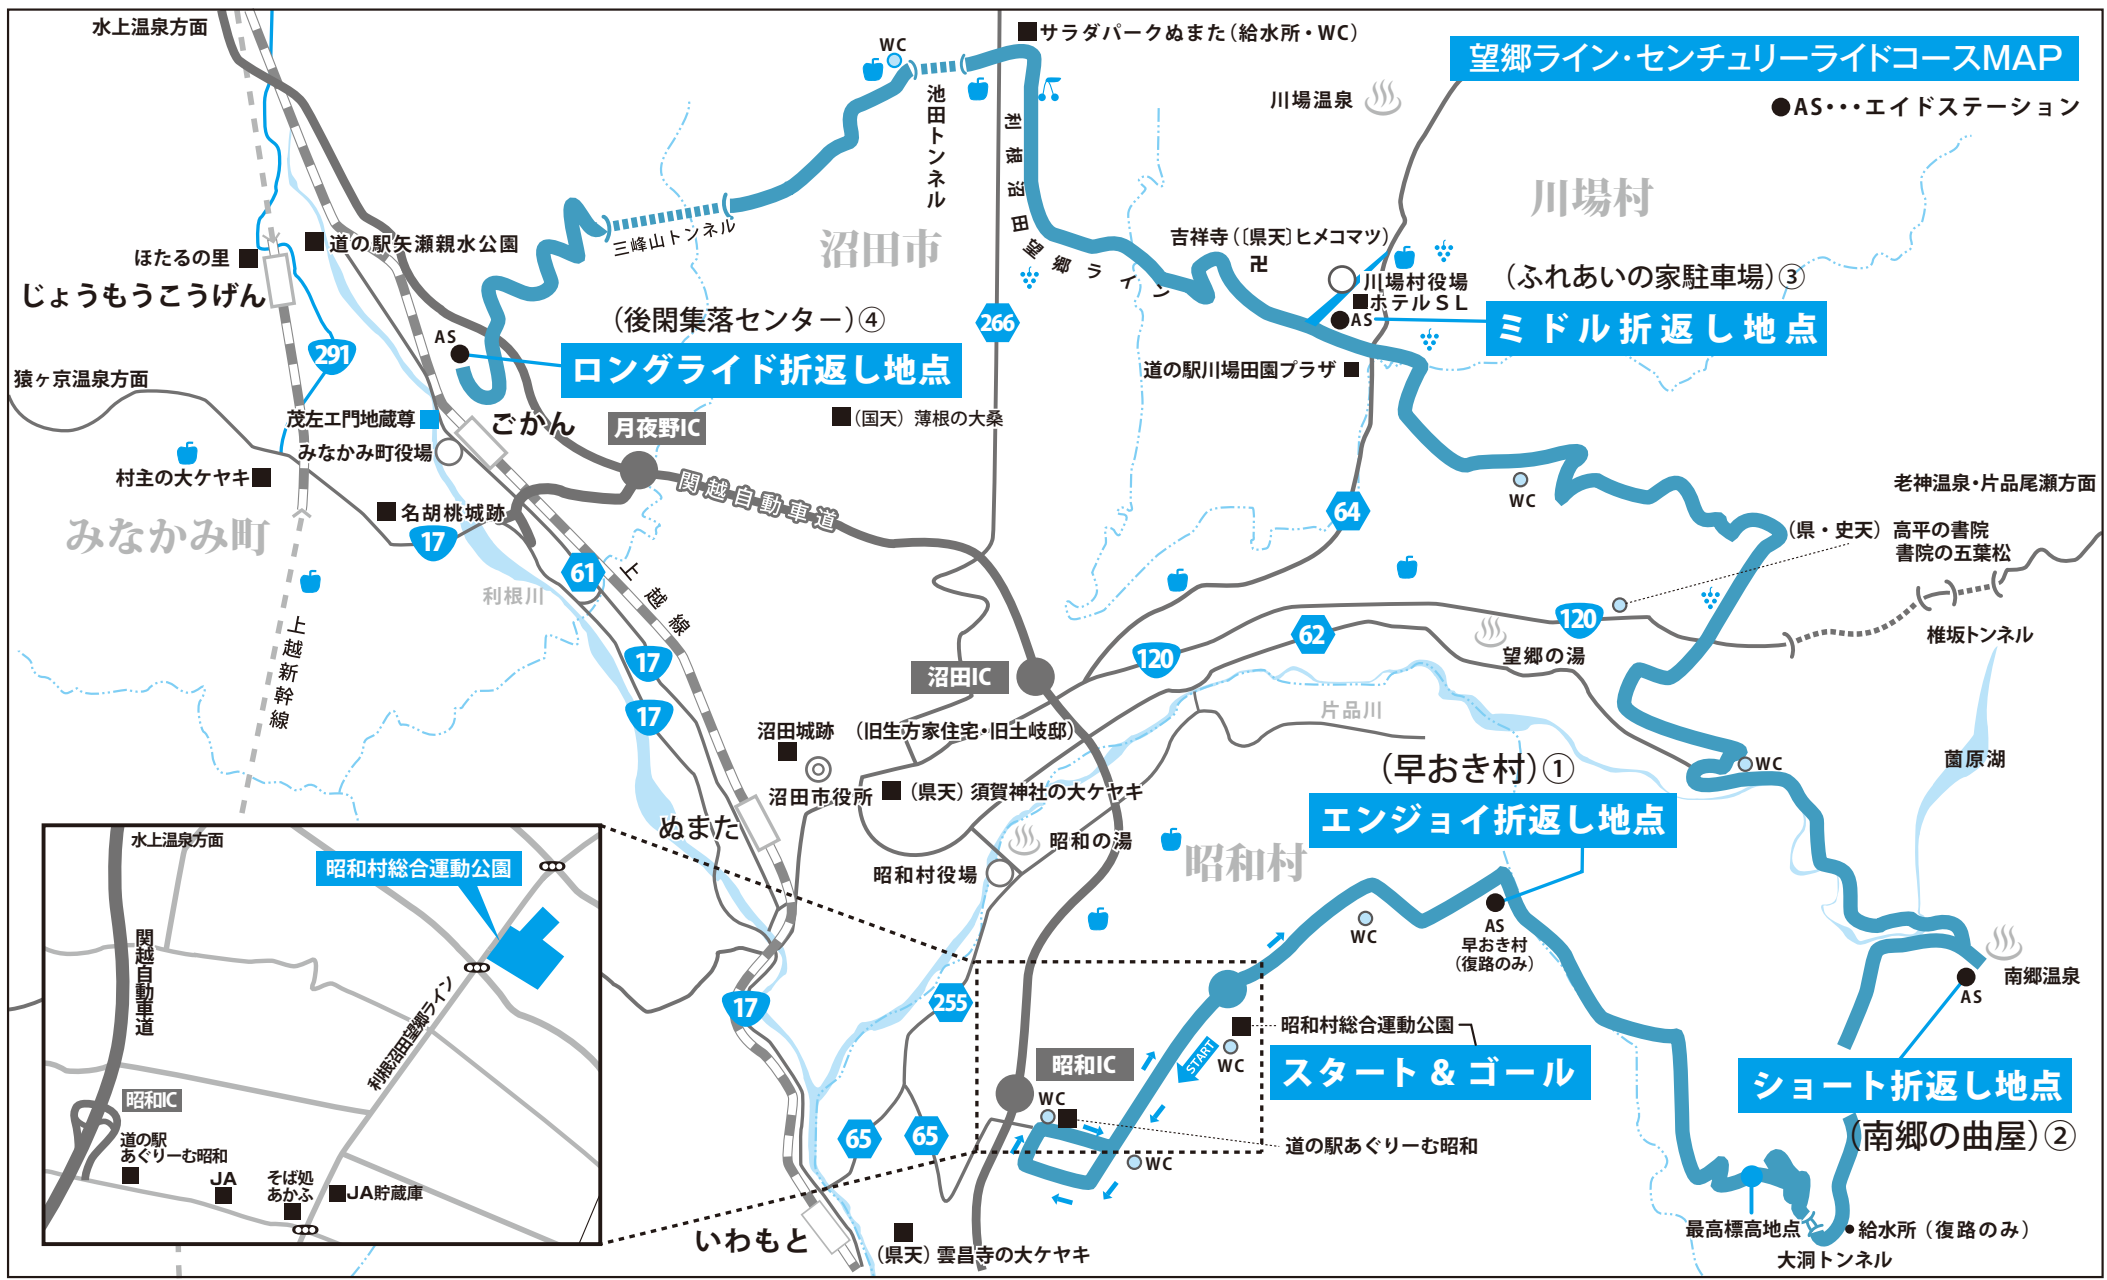 水上温泉方面
WC
サラダパークぬまた（給水所・WC）
望郷ライン・センチュリーライドコースMAP
●AS・・・エイドステーション
川場温泉
池田トンネル
利根沼田望郷ライン
川場村
三峰山トンネル
沼田市
吉祥寺（〔県天〕ヒメコマツ）
卍
道の駅矢瀬親水公園
ほたるの里
じょうもうこうげん
川場村役場
ホテルＳＬ
AS
（ふれあいの家駐車場）③
ミドル折返し地点
（後閑集落センター）④
ロングライド折返し地点
AS
266
291
道の駅川場田園プラザ
猿ヶ京温泉方面
茂左エ門地蔵尊
みなかみ町役場
ごかん
月夜野IC
（国天）薄根の大桑
村主の大ケヤキ
名胡桃城跡
関越自動車道
みなかみ町
17
61
64
WC
老神温泉・片品尾瀬方面
（県・史天）高平の書院
書院の五葉松
利根川
上越線
上越新幹線
17
17
120
62
120
望郷の湯
椎坂トンネル
沼田IC
片品川
沼田城跡
（旧生方家住宅・旧土岐邸）
沼田市役所
（県天）須賀神社の大ケヤキ
ぬまた
昭和の湯
昭和村役場
昭和村
（早おき村）①
エンジョイ折返し地点
WC
薗原湖
WC
AS
早おき村
（復路のみ）
南郷温泉
AS
水上温泉方面
昭和村総合運動公園
関越自動車道
利根沼田望郷ライン
昭和IC
道の駅
あぐりーむ昭和
JA
そば処
あかふ
JA貯蔵庫
17
255
65
65
昭和IC
WC
START
昭和村総合運動公園
WC
スタート＆ゴール
道の駅あぐりーむ昭和
WC
ショート折返し地点
（南郷の曲屋）②
最高標高地点
給水所（復路のみ）
大洞トンネル
いわもと
（県天）雲昌寺の大ケヤキ